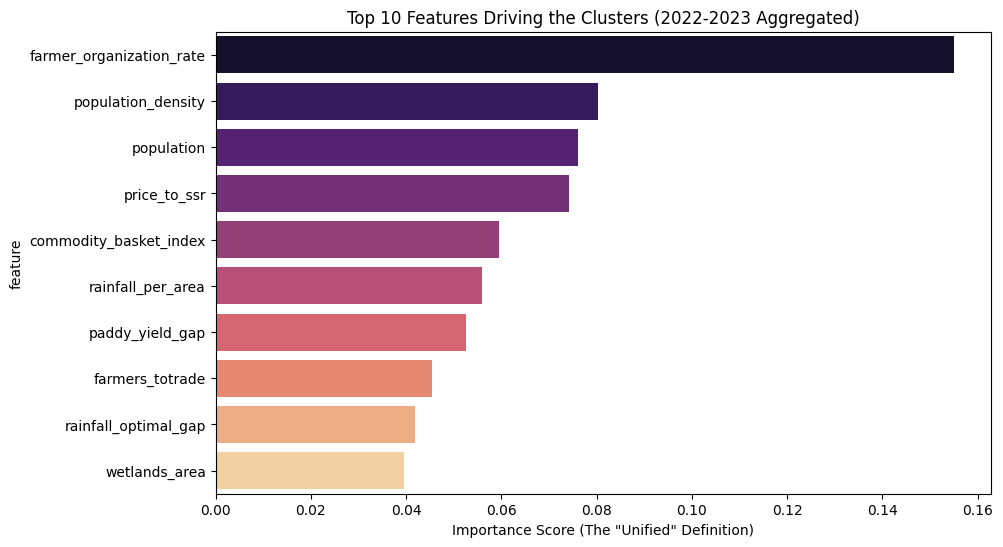 Top 10 Features Driving the Clusters (2022-2023 Aggregated)
feature
farmer_organization_rate
population_density
population
price_to_ssr
commodity_basket_index
rainfall_per_area
paddy_yield_gap
farmers_totrade
rainfall_optimal_gap
wetlands_area
0.00 0.02 0.04 0.06 0.08 0.10 0.12 0.14 0.16
Importance Score (The "Unified" Definition)